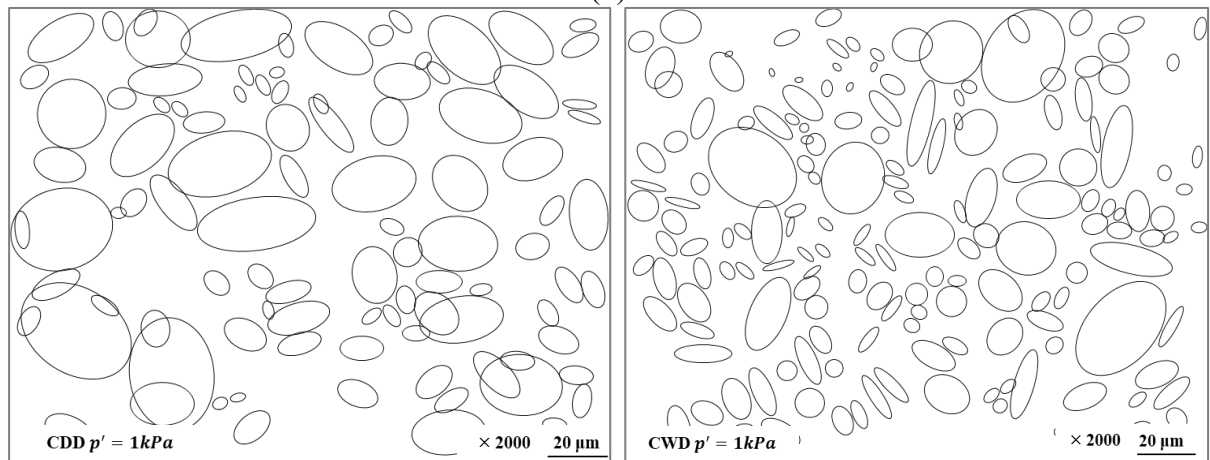 CDD p′ = 1kPa × 2000 20 μm
CWD p′ = 1kPa × 2000 20 μm